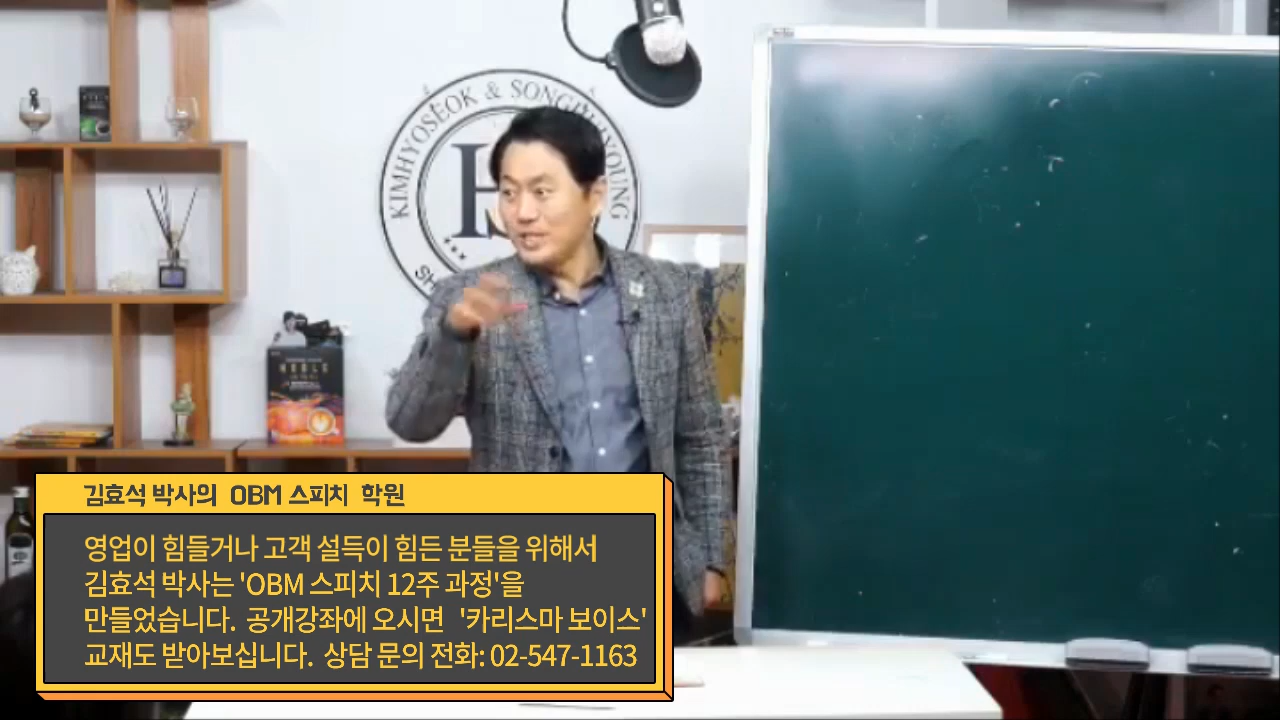 KIMHYOSEOK & SONG
YOUNG
SH
H
김효석 박사의 OBM 스피치 학원
영업이 힘들거나 고객 설득이 힘든 분들을 위해서
김효석 박사는 'OBM 스피치 12주 과정'을
만들었습니다. 공개강좌에 오시면 '카리스마 보이스'
교재도 받아보십니다. 상담 문의 전화: 02-547-1163